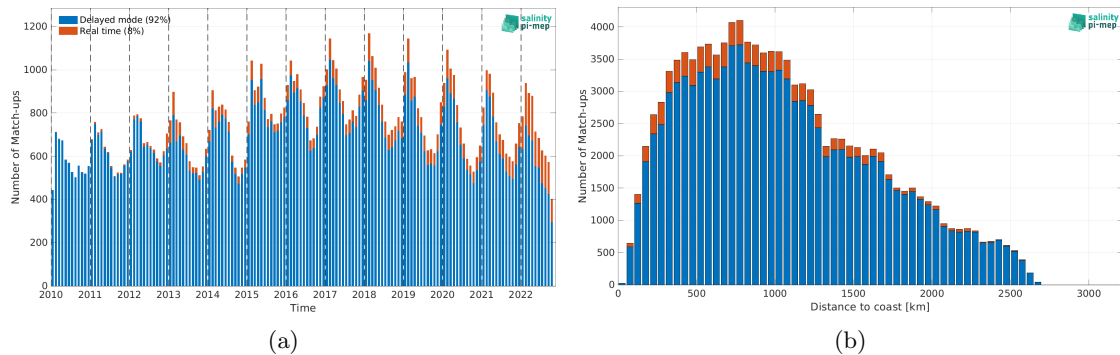 Delayed mode (92%)
Real time (8%)
salinity
pi-mep
Number of Match-ups
1200
1000
800
600
400
200
0
2010 2011 2012 2013 2014 2015 2016 2017 2018 2019 2020 2021 2022
Time
(a)
salinity
pi-mep
Number of Match-ups
4000
3500
3000
2500
2000
1500
1000
500
0
0 500 1000 1500 2000 2500 3000
Distance to coast [km]
(b)